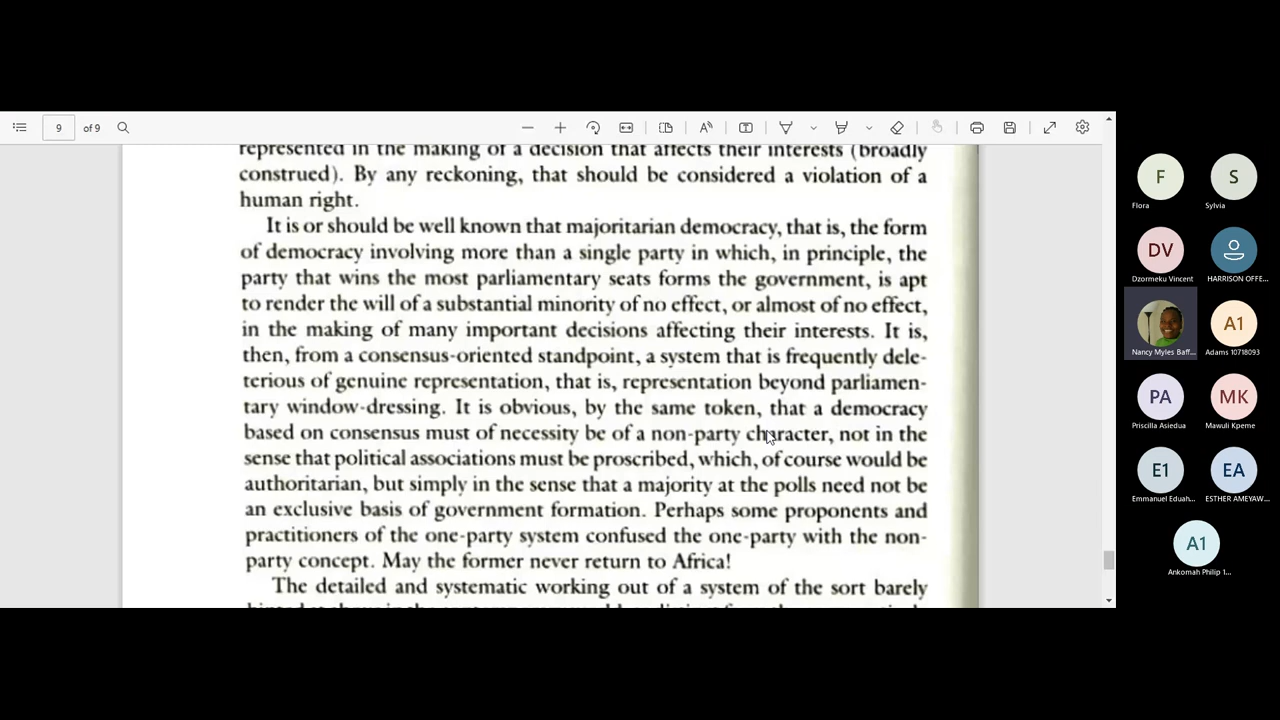 9
of 9
represented in the making of a decision that affects their interests (broadly
construed). By any reckoning, that should be considered a violation of a
human right.
It is or should be well known that majoritarian democracy, that is, the form
of democracy involving more than a single party in which, in principle, the
party that wins the most parliamentary seats forms the government, is apt
to render the will of a substantial minority of no effect, or almost of no effect,
in the making of many important decisions affecting their interests. It is,
then, from a consensus-oriented standpoint, a system that is frequently dele-
terious of genuine representation, that is, representation beyond parliamen-
tary window-dressing. It is obvious, by the same token, that a democracy
based on consensus must of necessity be of a non-party character, not in the
sense that political associations must be proscribed, which, of course would be
authoritarian, but simply in the sense that a majority at the polls need not be
an exclusive basis of government formation. Perhaps some proponents and
practitioners of the one-party system confused the one-party with the non-
party concept. May the former never return to Africa!
The detailed and systematic working out of a system of the sort barely
F
Flora
S
Sylvia
DV
Dzormeku Vincent
HARRISON OFFE...
Nancy Myles Baff...
A1
Adams 10718093
PA
Priscilla Asiedua
MK
Mawuli Kpeme
E1
Emmanuel Eduah...
EA
ESTHER AMEYAW...
A1
Ankomah Philip 1...